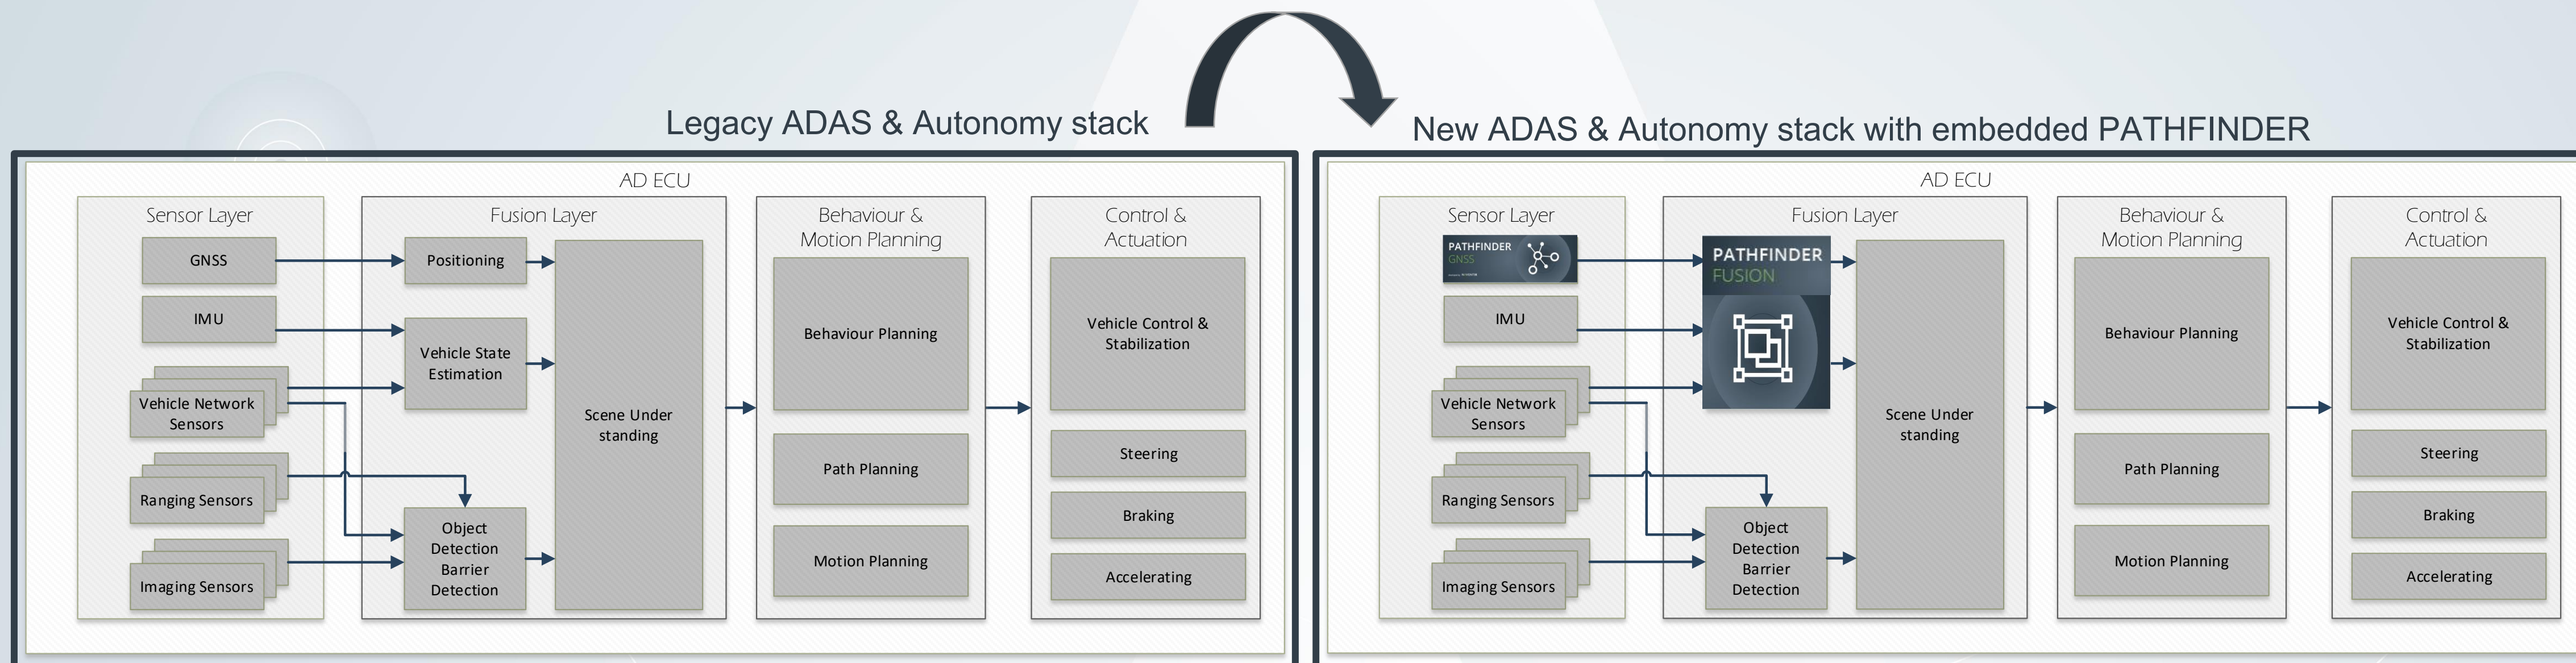 Legacy ADAS & Autonomy stack
AD ECU
Sensor Layer
GNSS
IMU
Vehicle Network
Sensors
Ranging Sensors
Imaging Sensors
Fusion Layer
Positioning
Vehicle State
Estimation
Object
Detection
Barrier
Detection
Scene Under
standing
Behaviour &
Motion Planning
Behaviour Planning
Path Planning
Motion Planning
Control &
Actuation
Vehicle Control &
Stabilization
Steering
Braking
Accelerating
New ADAS & Autonomy stack with embedded PATHFINDER
AD ECU
Sensor Layer
PATHFINDER
GNSS
IMU
Vehicle Network
Sensors
Ranging Sensors
Imaging Sensors
Fusion Layer
PATHFINDER
FUSION
Object
Detection
Barrier
Detection
Scene Under
standing
Behaviour &
Motion Planning
Behaviour Planning
Path Planning
Motion Planning
Control &
Actuation
Vehicle Control &
Stabilization
Steering
Braking
Accelerating